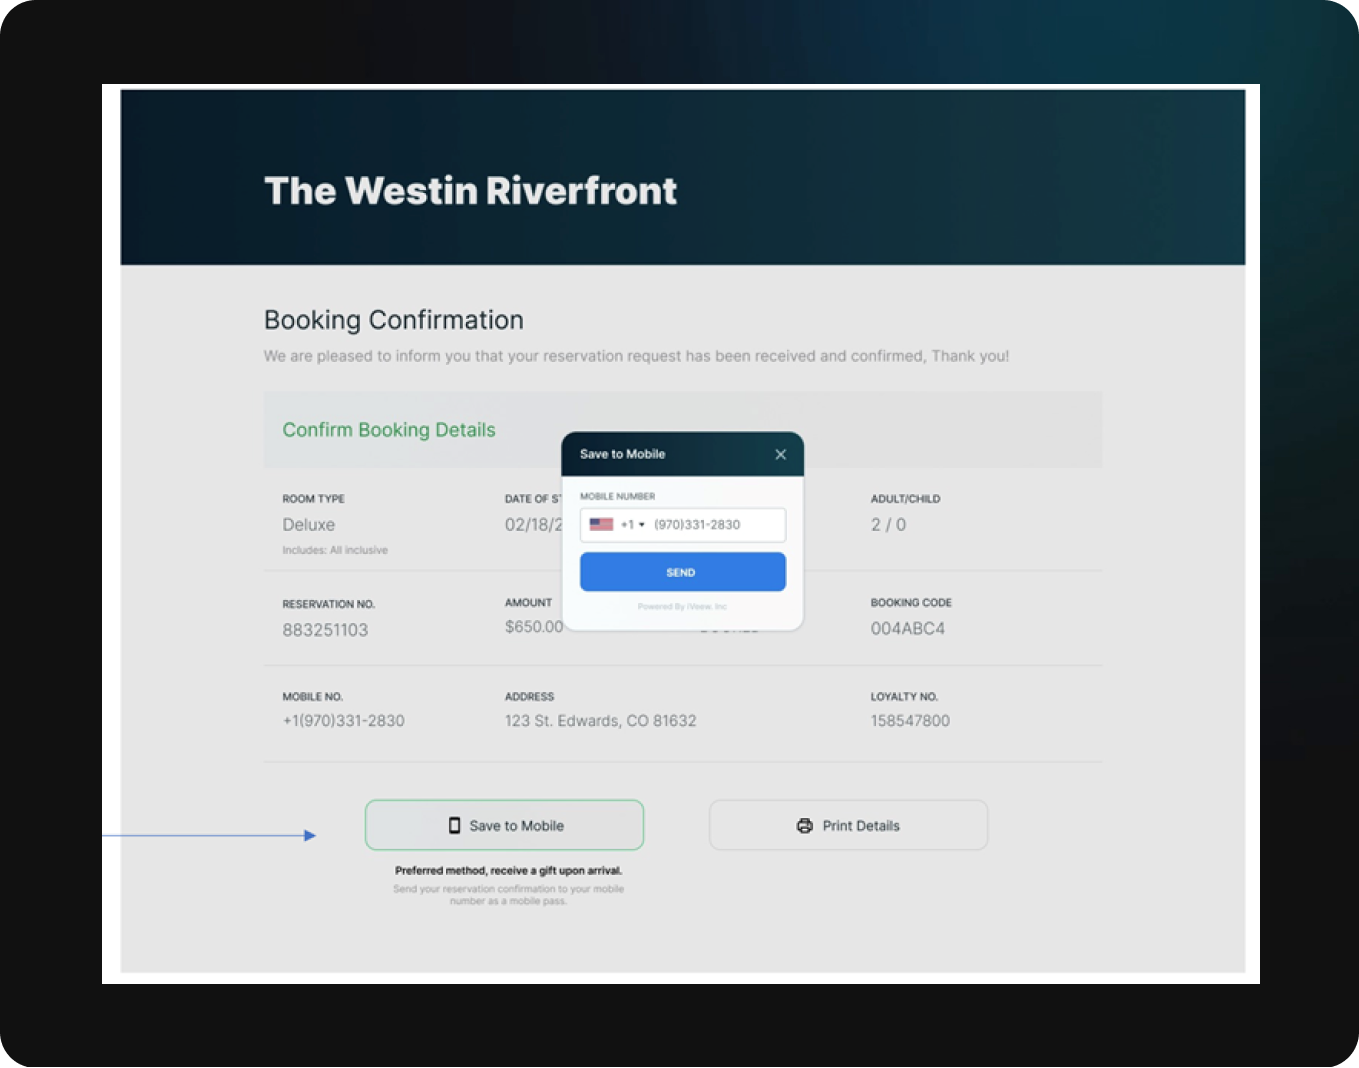 The Westin Riverfront
Booking Confirmation
We are pleased to inform you that your reservation request has been received and confirmed, Thank you!
Confirm Booking Details
ROOM TYPE
Deluxe
Includes: All inclusive
DATE OF
02/18/2
ADULT/CHILD
2 / 0
Save to Mobile
MOBILE NUMBER
+1 (970)331-2830
SEND
Powered By iVeew, Inc
RESERVATION NO.
883251103
AMOUNT
$650.00
BOOKING CODE
004ABC4
MOBILE NO.
+1(970)331-2830
ADDRESS
123 St. Edwards, CO 81632
LOYALTY NO.
158547800
Save to Mobile
Print Details
Preferred method, receive a gift upon arrival.
Send your reservation confirmation to your mobile
number as a mobile pass.